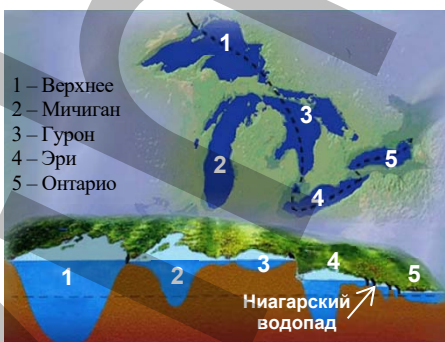 1
1 – Верхнее
2 – Мичиган
3 – Гурон
4 – Эри
5 – Онтарио
3
5
2
4
1
2
3
4
5
Ниагарский
водопад